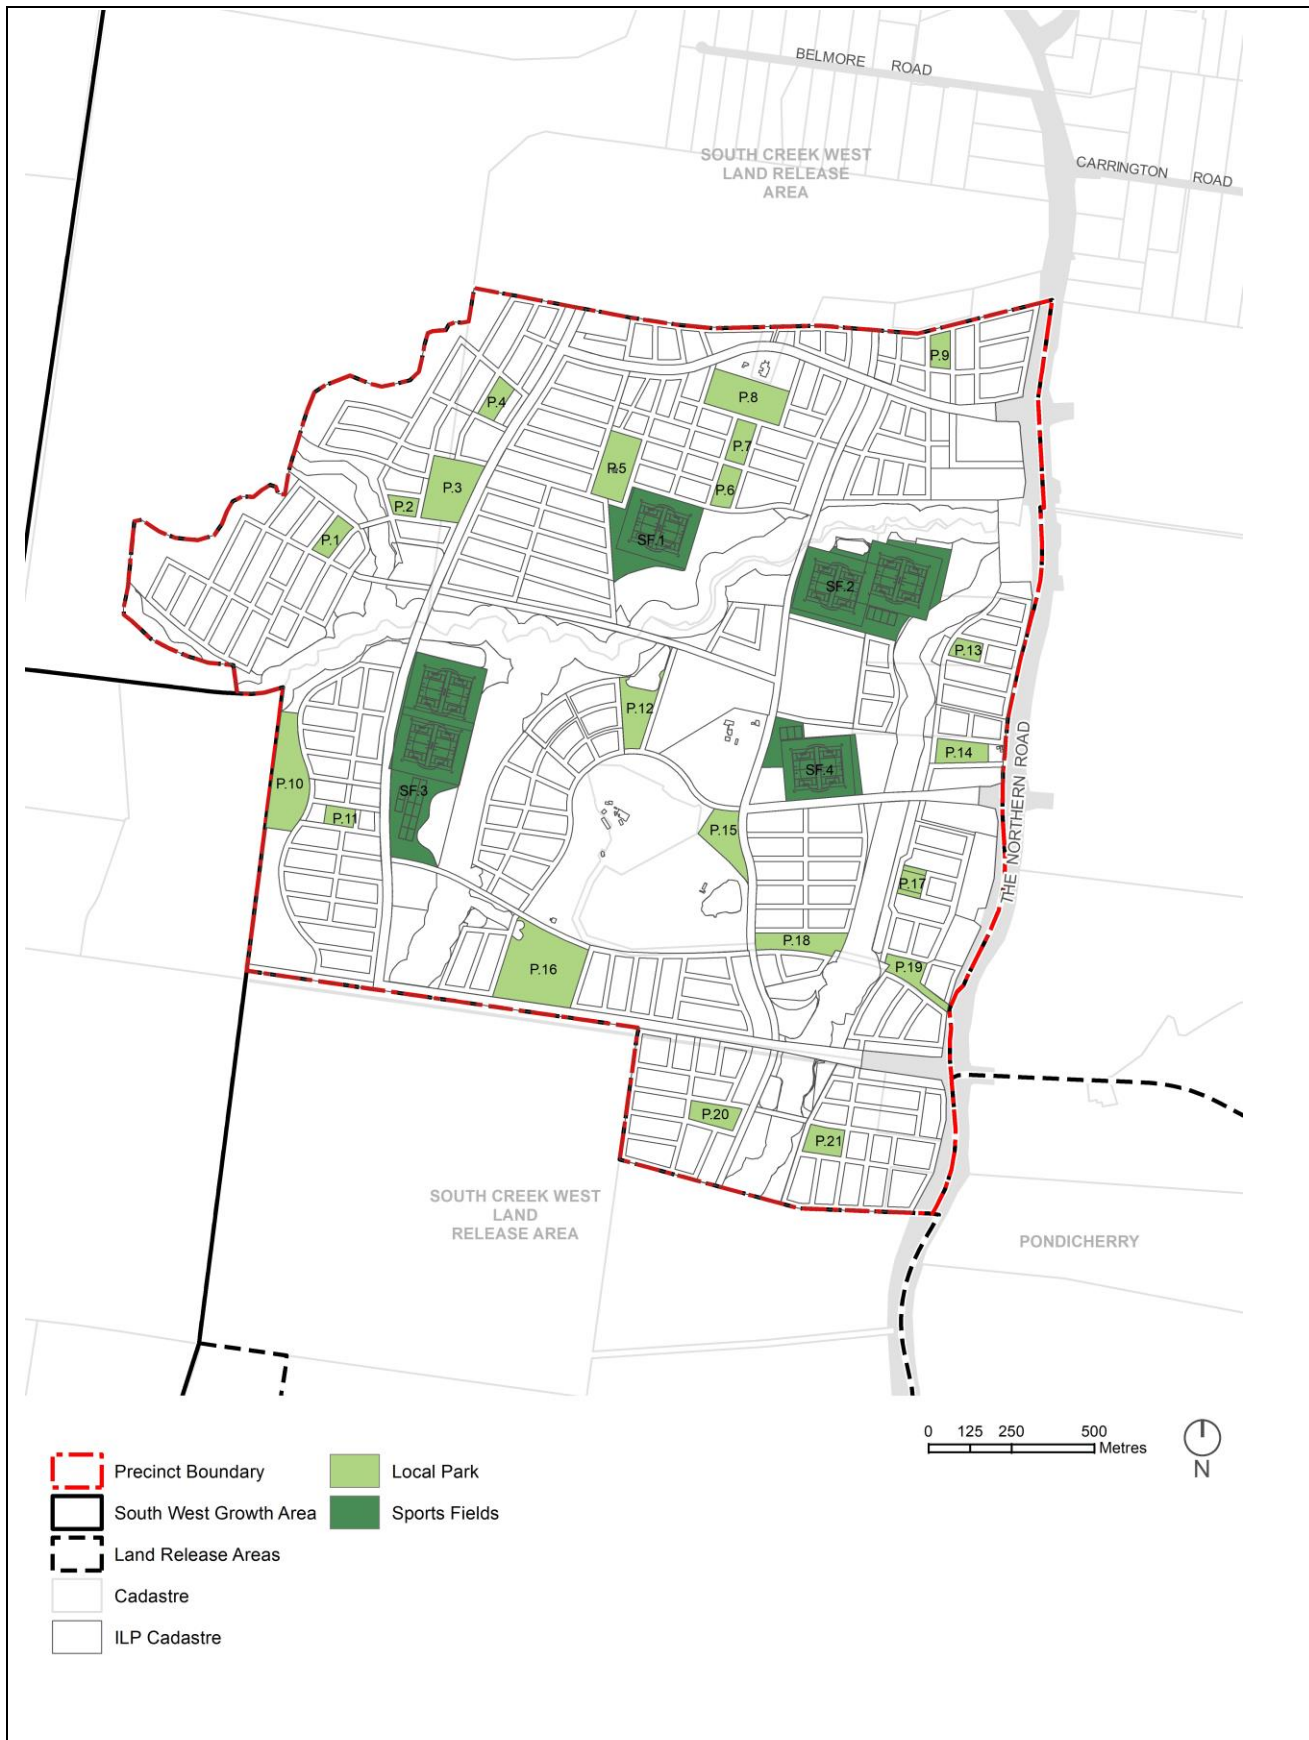 BELMORE ROAD
SOUTH CREEK WEST
LAND RELEASE
AREA
CARRINGTON ROAD
P.9
P.4
P.8
P.7
P.5
P.3
P.6
P.2
P.1
SF.1
SF.2
P.13
P.12
P.14
P.10
SF.4
SF.3
P.11
P.15
THE NORTHERN ROAD
P.17
P.18
P.16
P.19
P.20
P.21
SOUTH CREEK WEST
LAND
RELEASE AREA
PONDICHERRY
0 125 250 500
Metres
N
Precinct Boundary
Local Park
South West Growth Area
Sports Fields
Land Release Areas
Cadastre
ILP Cadastre